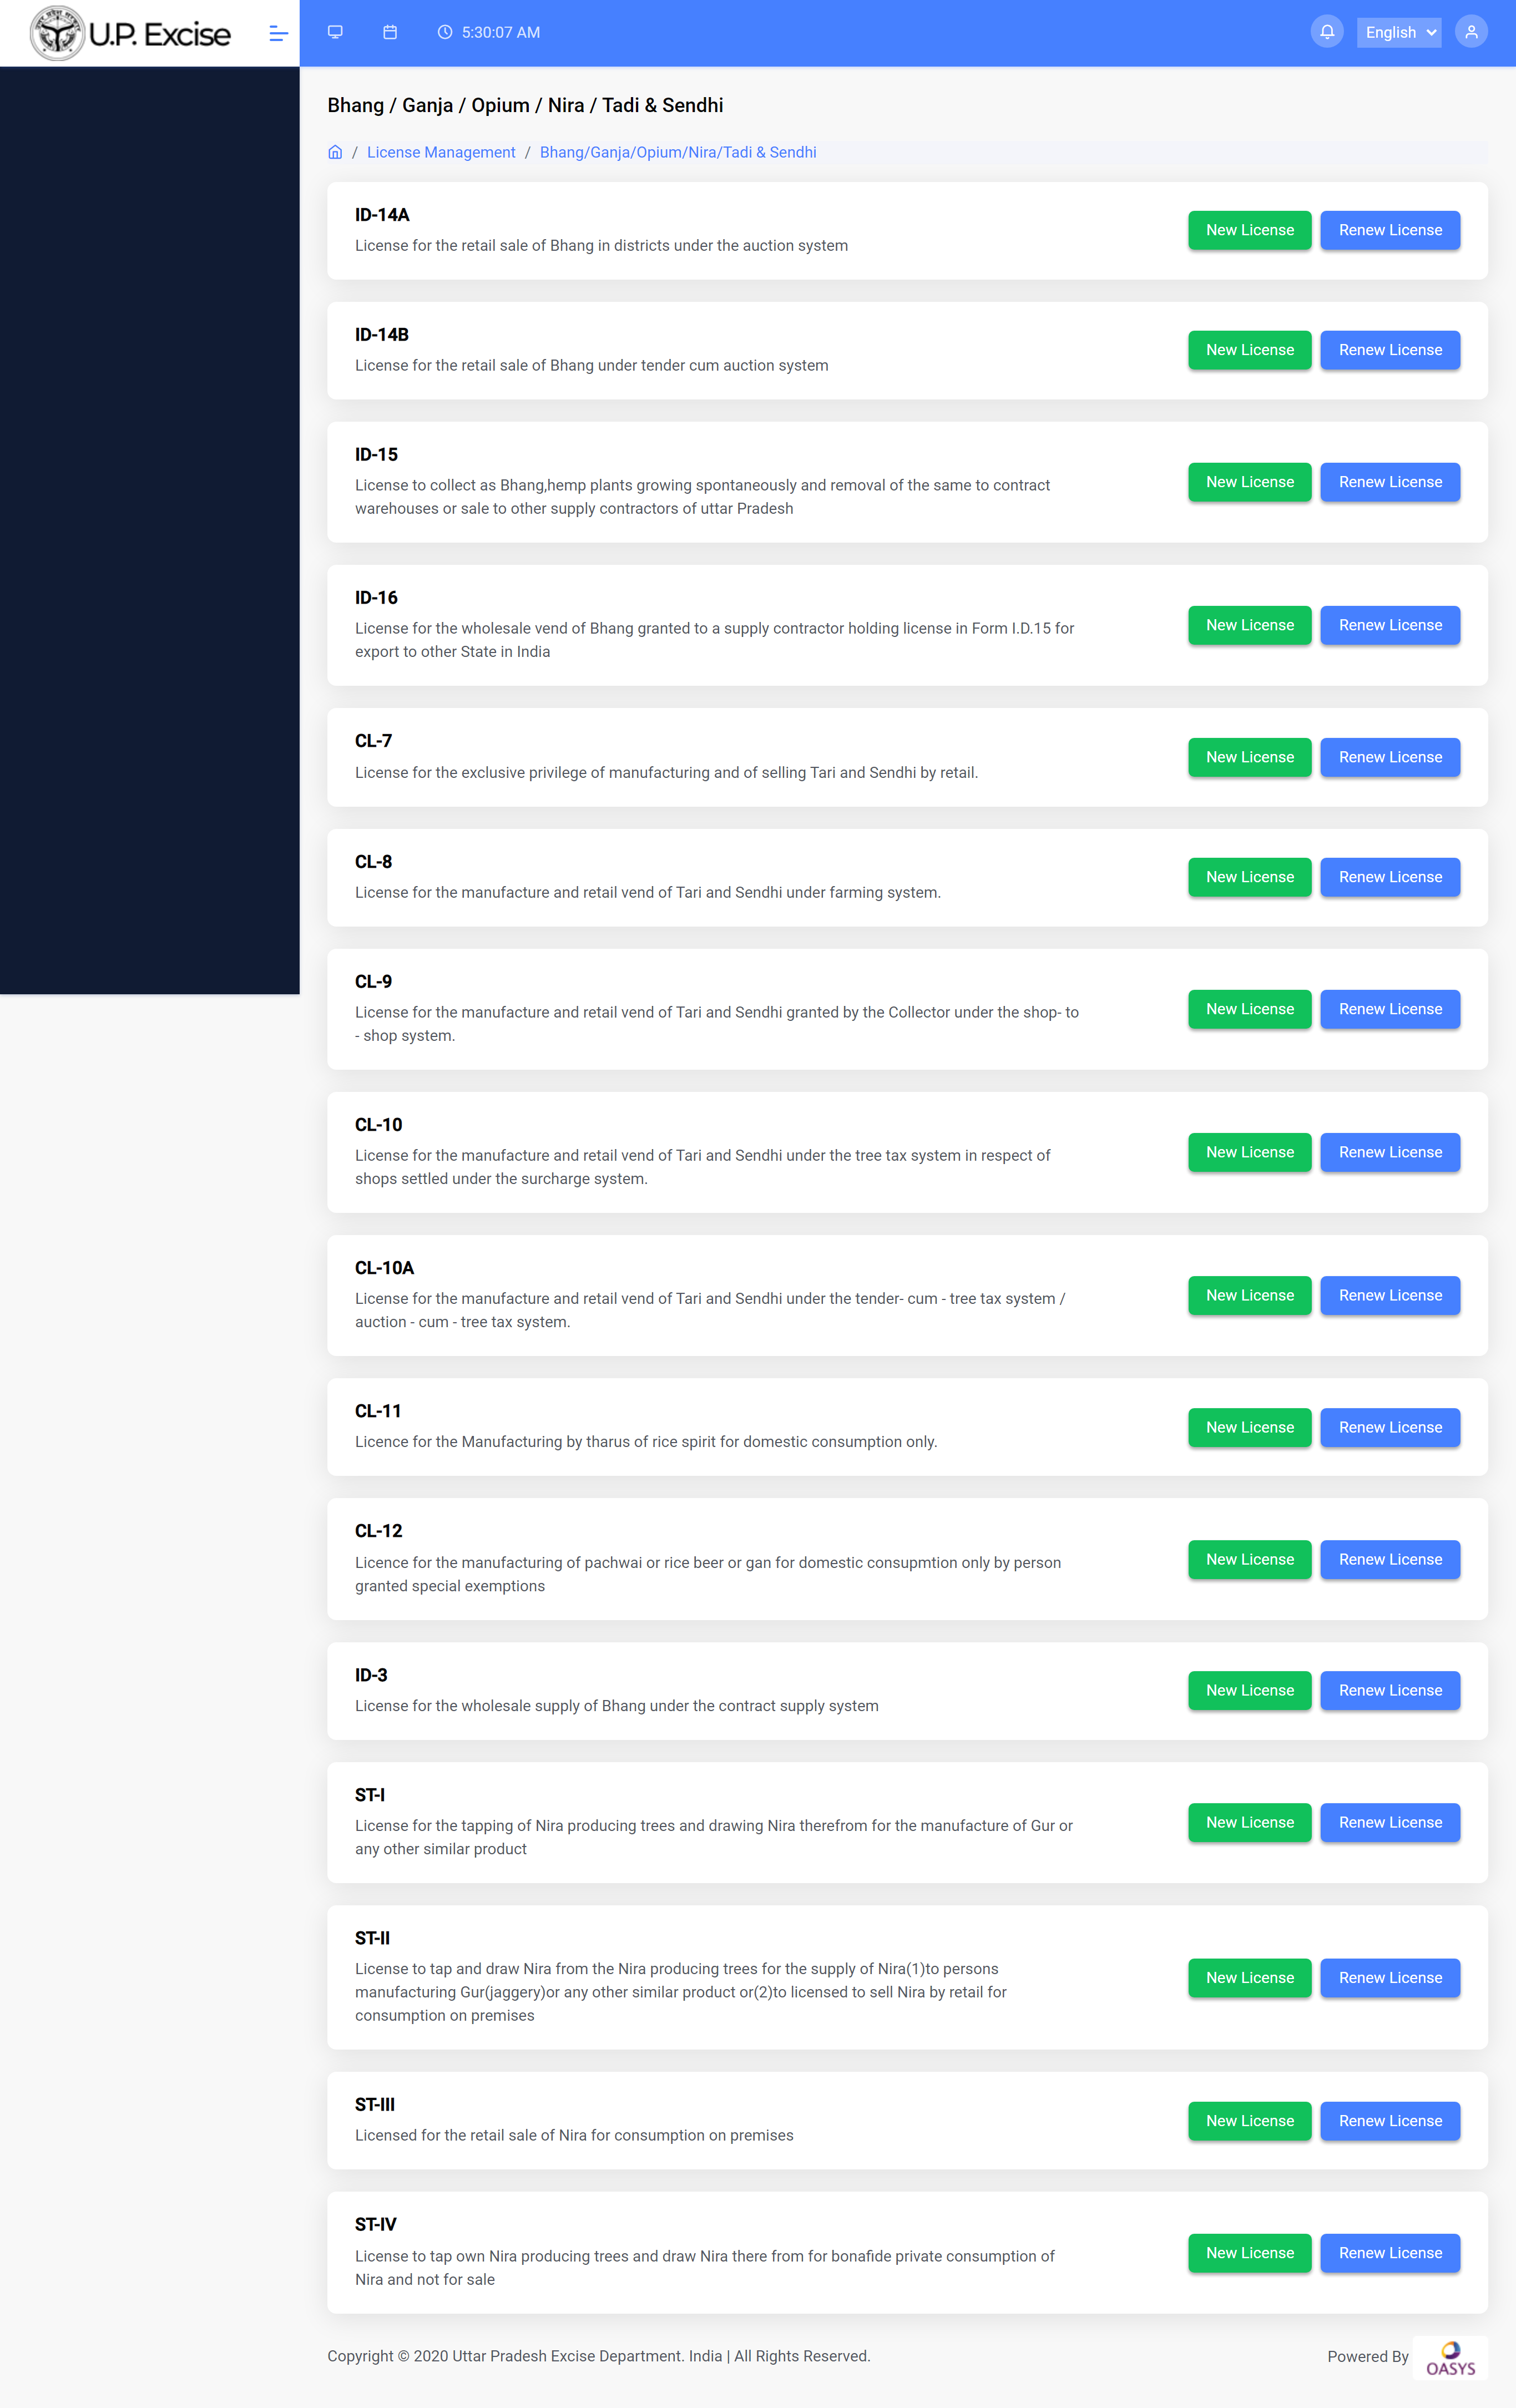 U.P. Excise
5:30:07 AM
English
Bhang / Ganja / Opium / Nira / Tadi & Sendhi
/ License Management / Bhang/Ganja/Opium/Nira/Tadi & Sendhi
ID-14A
License for the retail sale of Bhang in districts under the auction system
New License Renew License
ID-14B
License for the retail sale of Bhang under tender cum auction system
New License Renew License
ID-15
License to collect as Bhang,hemp plants growing spontaneously and removal of the same to contract
warehouses or sale to other supply contractors of uttar Pradesh
New License Renew License
ID-16
License for the wholesale vend of Bhang granted to a supply contractor holding license in Form I.D.15 for
export to other State in India
New License Renew License
CL-7
License for the exclusive privilege of manufacturing and of selling Tari and Sendhi by retail.
New License Renew License
CL-8
License for the manufacture and retail vend of Tari and Sendhi under farming system.
New License Renew License
CL-9
License for the manufacture and retail vend of Tari and Sendhi granted by the Collector under the shop- to
- shop system.
New License Renew License
CL-10
License for the manufacture and retail vend of Tari and Sendhi under the tree tax system in respect of
shops settled under the surcharge system.
New License Renew License
CL-10A
License for the manufacture and retail vend of Tari and Sendhi under the tender- cum - tree tax system /
auction - cum - tree tax system.
New License Renew License
CL-11
Licence for the Manufacturing by tharus of rice spirit for domestic consumption only.
New License Renew License
CL-12
Licence for the manufacturing of pachwai or rice beer or gan for domestic consupmtion only by person
granted special exemptions
New License Renew License
ID-3
License for the wholesale supply of Bhang under the contract supply system
New License Renew License
ST-I
License for the tapping of Nira producing trees and drawing Nira therefrom for the manufacture of Gur or
any other similar product
New License Renew License
ST-II
License to tap and draw Nira from the Nira producing trees for the supply of Nira(1)to persons
manufacturing Gur(jaggery)or any other similar product or(2)to licensed to sell Nira by retail for
consumption on premises
New License Renew License
ST-III
Licensed for the retail sale of Nira for consumption on premises
New License Renew License
ST-IV
License to tap own Nira producing trees and draw Nira there from for bonafide private consumption of
Nira and not for sale
New License Renew License
Copyright © 2020 Uttar Pradesh Excise Department. India | All Rights Reserved.
Powered By OASYS